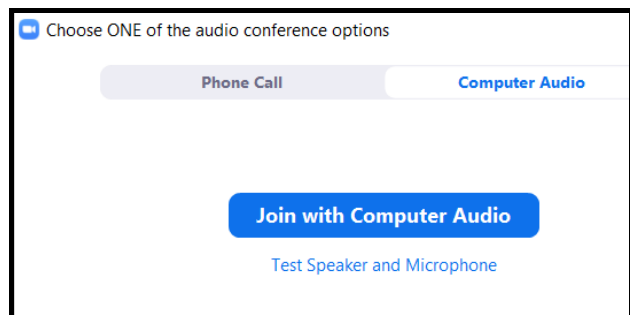 Choose ONE of the audio conference options
Phone Call Computer Audio
Join with Computer Audio
Test Speaker and Microphone